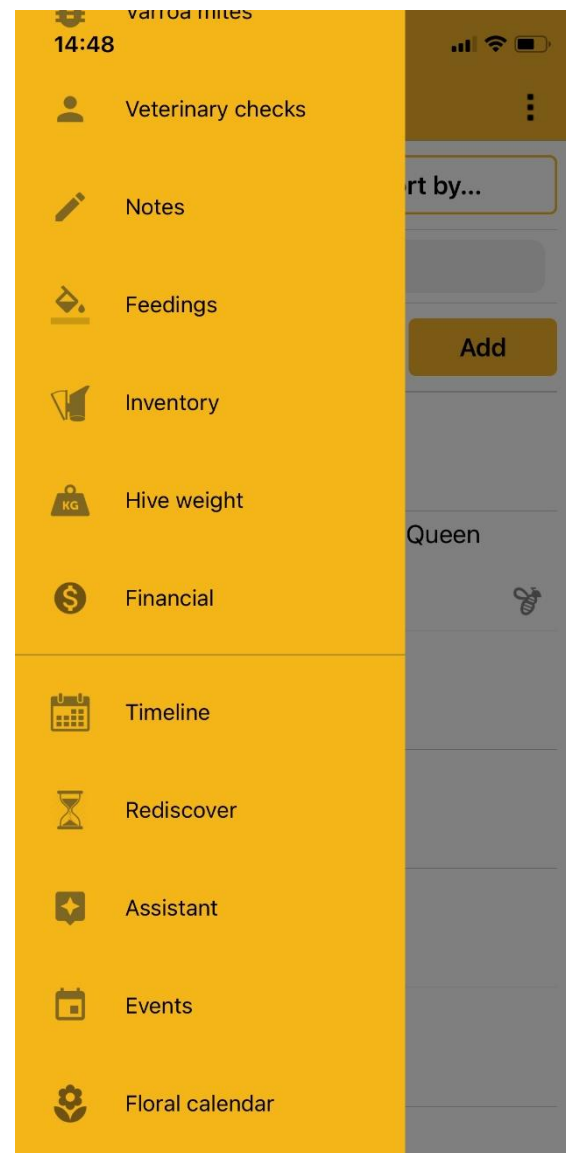 Varroa mites
14:48
Veterinary checks
rt by...
Notes
Feedings
Add
Inventory
KG
Hive weight
Queen
Financial
Timeline
Rediscover
Assistant
Events
Floral calendar